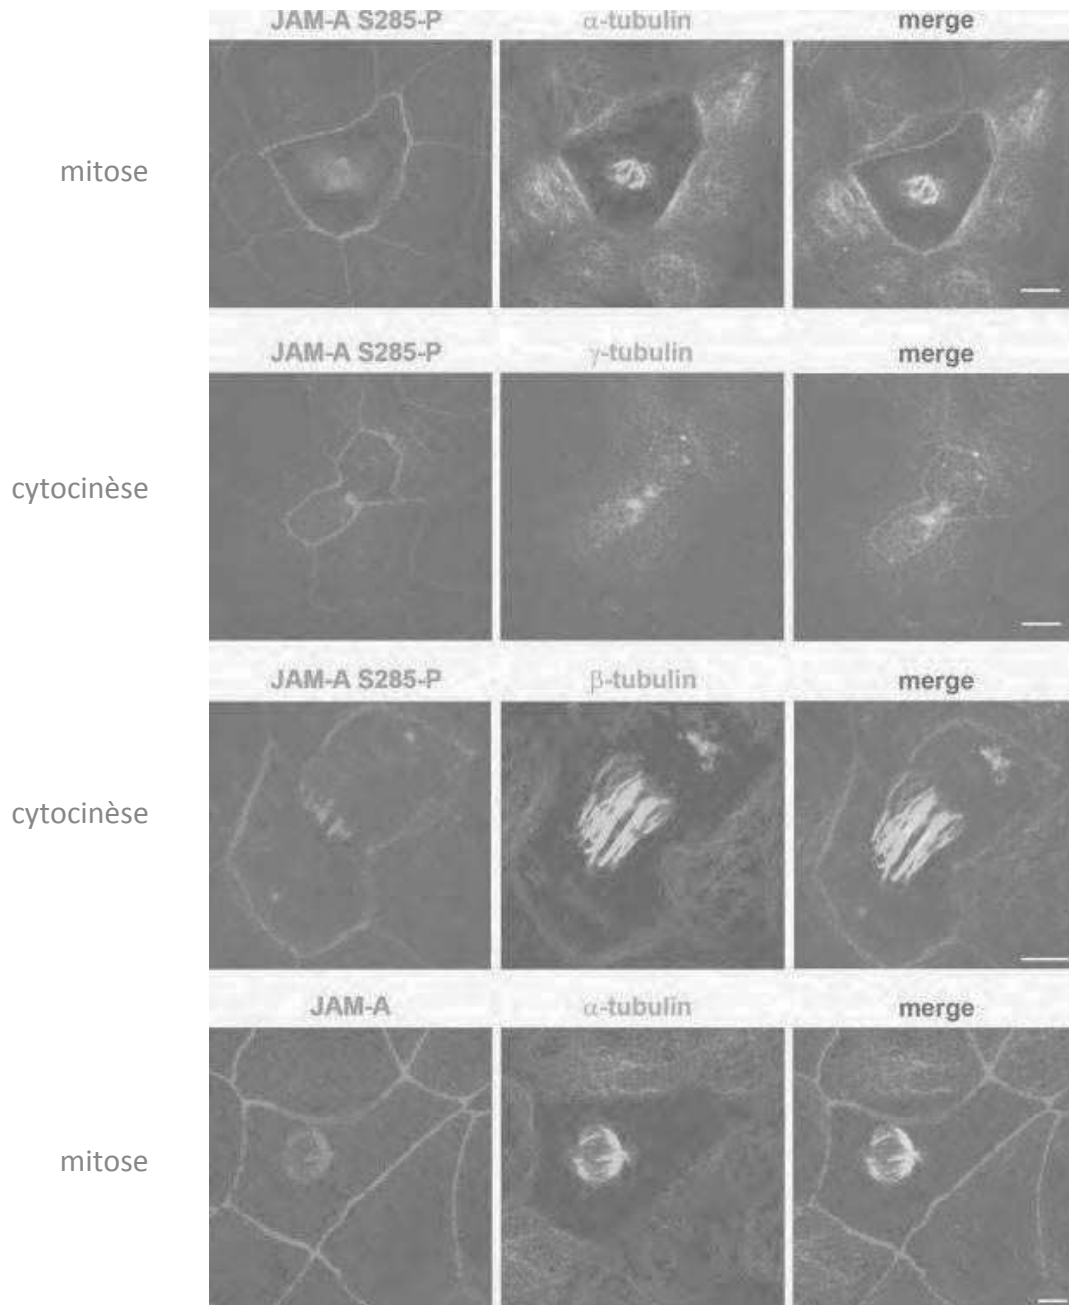 JAM-A S285-P α-tubulin merge
mitose
JAM-A S285-P γ-tubulin merge
cytocinèse
JAM-A S285-P β-tubulin merge
cytocinèse
JAM-A α-tubulin merge
mitose